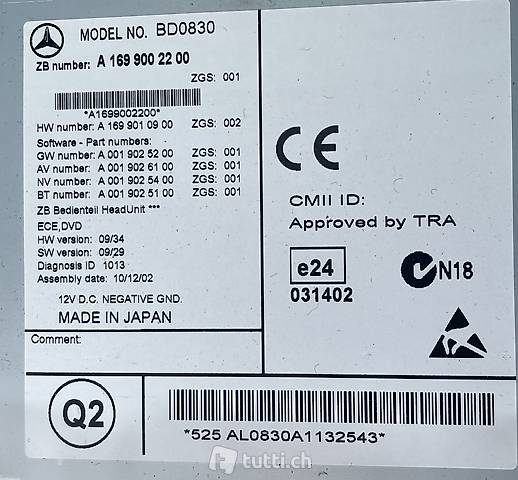 MODEL NO. BD0830
ZB number: A 169 900 22 00
ZGS: 001
*A1699002200*
HW number: A 169 901 09 00 ZGS: 002
Software - Part numbers:
GW number: A 001 902 52 00 ZGS: 001
AV number: A 001 902 61 00 ZGS: 001
NV number: A 001 902 54 00 ZGS: 001
BT number: A 001 902 51 00 ZGS: 001
ZB Bedienteil HeadUnit ***
ECE,DVD
HW version: 09/34
SW version: 09/29
Diagnosis ID 1013
Assembly date: 10/12/02
12V D.C. NEGATIVE GND.
MADE IN JAPAN
Comment:
CE
CMII ID:
Approved by TRA
e24
031402
N18
Q2
*525 AL0830A1132543*
tutti.ch